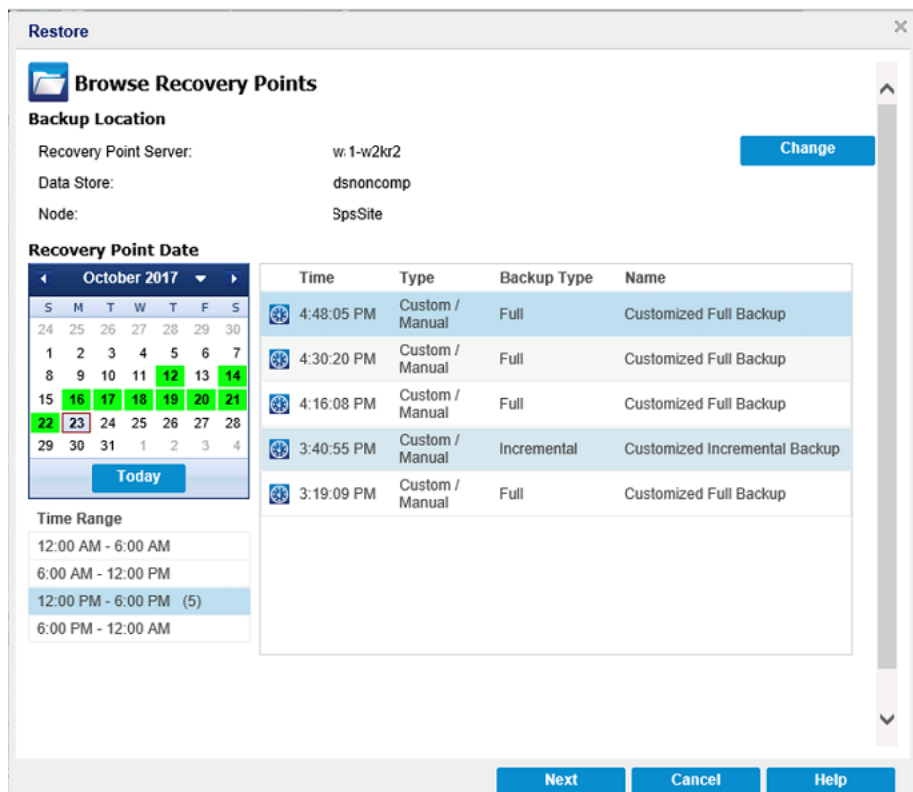 Restore
Browse Recovery Points
Backup Location
Recovery Point Server: 1-w2kr2
Change
Data Store: dsnoncomp
Node: SpsSite
Recovery Point Date
October 2017
S M T W T F S
24 25 26 27 28 29 30
1 2 3 4 5 6 7
8 9 10 11 12 13 14
15 16 17 18 19 20 21
22 23 24 25 26 27 28
29 30 31 1 2 3 4
Today
Time Range
12:00 AM - 6:00 AM
6:00 AM - 12:00 PM
12:00 PM - 6:00 PM (5)
6:00 PM - 12:00 AM
Time Type Backup Type Name
4:48:05 PM Custom / Manual Full Customized Full Backup
4:30:20 PM Custom / Manual Full Customized Full Backup
4:16:08 PM Custom / Manual Full Customized Full Backup
3:40:55 PM Custom / Manual Incremental Customized Incremental Backup
3:19:09 PM Custom / Manual Full Customized Full Backup
Next Cancel Help